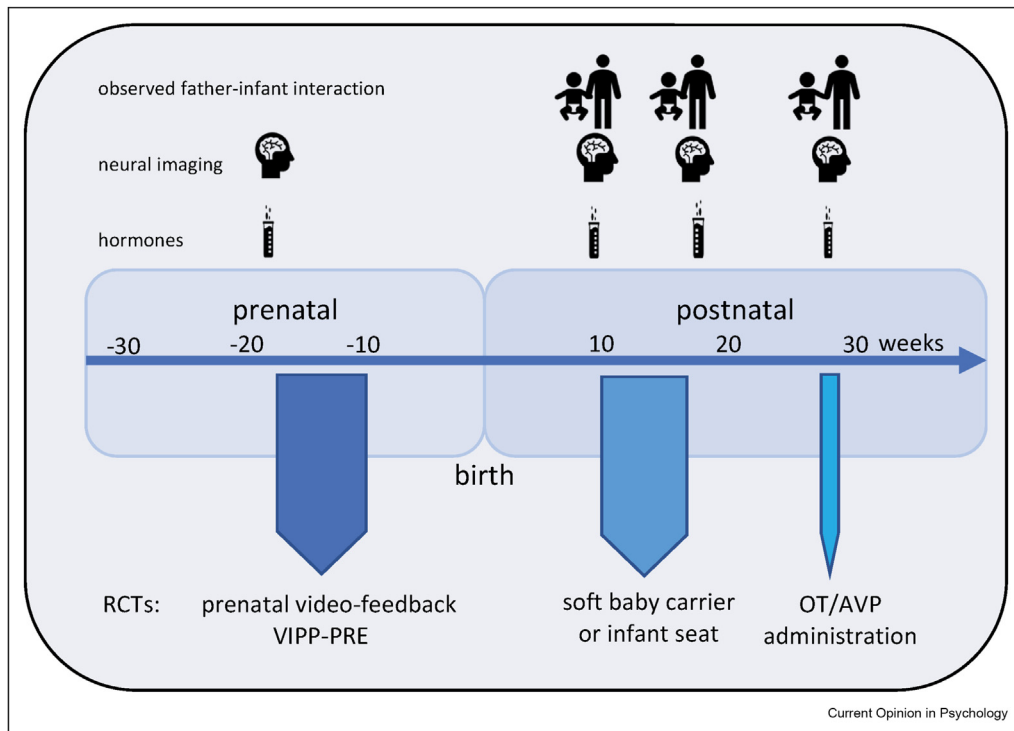 observed father-infant interaction
neural imaging
hormones
prenatal
postnatal
-30 -20 -10 10 20 30 weeks
birth
RCTs:
prenatal video-feedback
VIPP-PRE
soft baby carrier
or infant seat
OT/AVP
administration
Current Opinion in Psychology